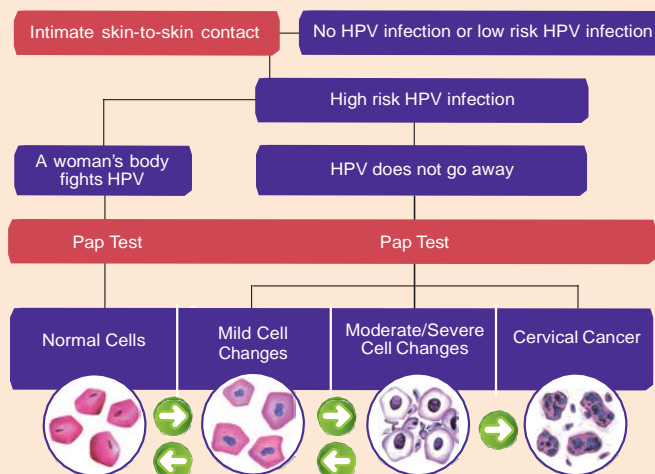 Intimate skin-to-skin contact
No HPV infection or low risk HPV infection
High risk HPV infection
A woman's body
fights HPV
HPV does not go away
Pap Test
Pap Test
Normal Cells
Mild Cell
Changes
Moderate/Severe
Cell Changes
Cervical Cancer